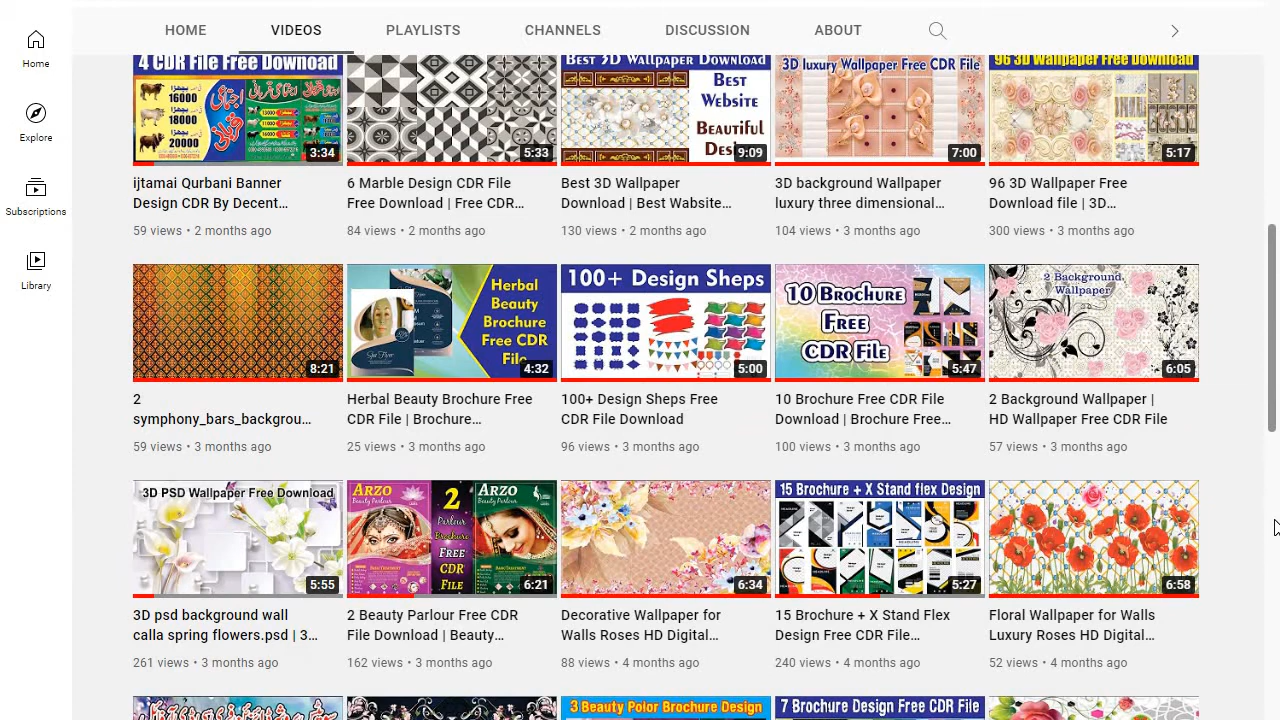 HOME
VIDEOS
PLAYLISTS
CHANNELS
DISCUSSION
ABOUT
Home
Explore
Subscriptions
Library
4 CDR File Free Download
16000
18000
20000
3:34
5:33
Best 3D Wallpaper Download
Best
Website
Beautiful
9:09
3D luxury Wallpaper Free CDR File
7:00
96 3D Wallpaper Free Download
5:17
ijtamai Qurbani Banner
Design CDR By Decent...
59 views • 2 months ago
6 Marble Design CDR File
Free Download | Free CDR...
84 views • 2 months ago
Best 3D Wallpaper
Download | Best Wabsite...
130 views • 2 months ago
3D background Wallpaper
luxury three dimensional...
104 views • 3 months ago
96 3D Wallpaper Free
Download file | 3D...
300 views • 3 months ago
8:21
Herbal
Beauty
Brochure
Free CDR
File
4:32
100+ Design Sheps
5:00
10 Brochure
Free
CDR File
5:47
2 Background
Wallpaper
6:05
2
symphony_bars_backgrou...
59 views • 3 months ago
Herbal Beauty Brochure Free
CDR File | Brochure...
25 views • 3 months ago
100+ Design Sheps Free
CDR File Download
96 views • 3 months ago
10 Brochure Free CDR File
Download | Brochure Free...
100 views • 3 months ago
2 Background Wallpaper |
HD Wallpaper Free CDR File
57 views • 3 months ago
3D PSD Wallpaper Free Download
5:55
Arzo
Beauty Parlour
2
Parlour
Brochure
Free
CDR
File
Arzo
Beauty Parlour
6:21
6:34
15 Brochure + X Stand flex Design
5:27
6:58
3D psd background wall
calla spring flowers.psd | 3...
261 views • 3 months ago
2 Beauty Parlour Free CDR
File Download | Beauty...
162 views • 3 months ago
Decorative Wallpaper for
Walls Roses HD Digital...
88 views • 4 months ago
15 Brochure + X Stand Flex
Design Free CDR File...
240 views • 4 months ago
Floral Wallpaper for Walls
Luxury Roses HD Digital...
52 views • 4 months ago
3 Beauty Polor Brochure Design
7 Brochure Design Free CDR File